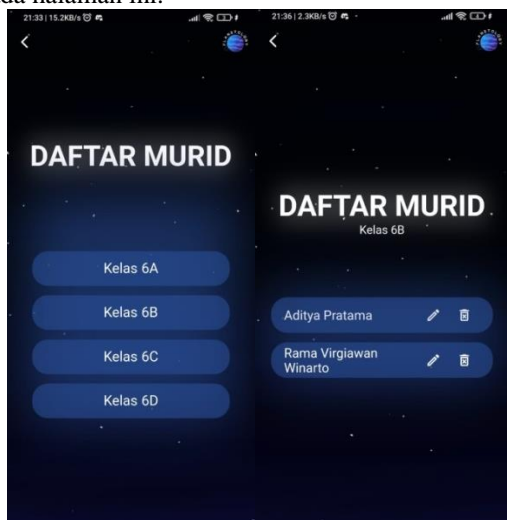 da halaman ini.
21:33 | 15.2KB/s
DAFTAR MURID
Kelas 6A
Kelas 6B
Kelas 6C
Kelas 6D
21:36 | 2.3KB/s
DAFTAR MURID
Kelas 6B
Aditya Pratama
Rama Virgiawan
Winarto